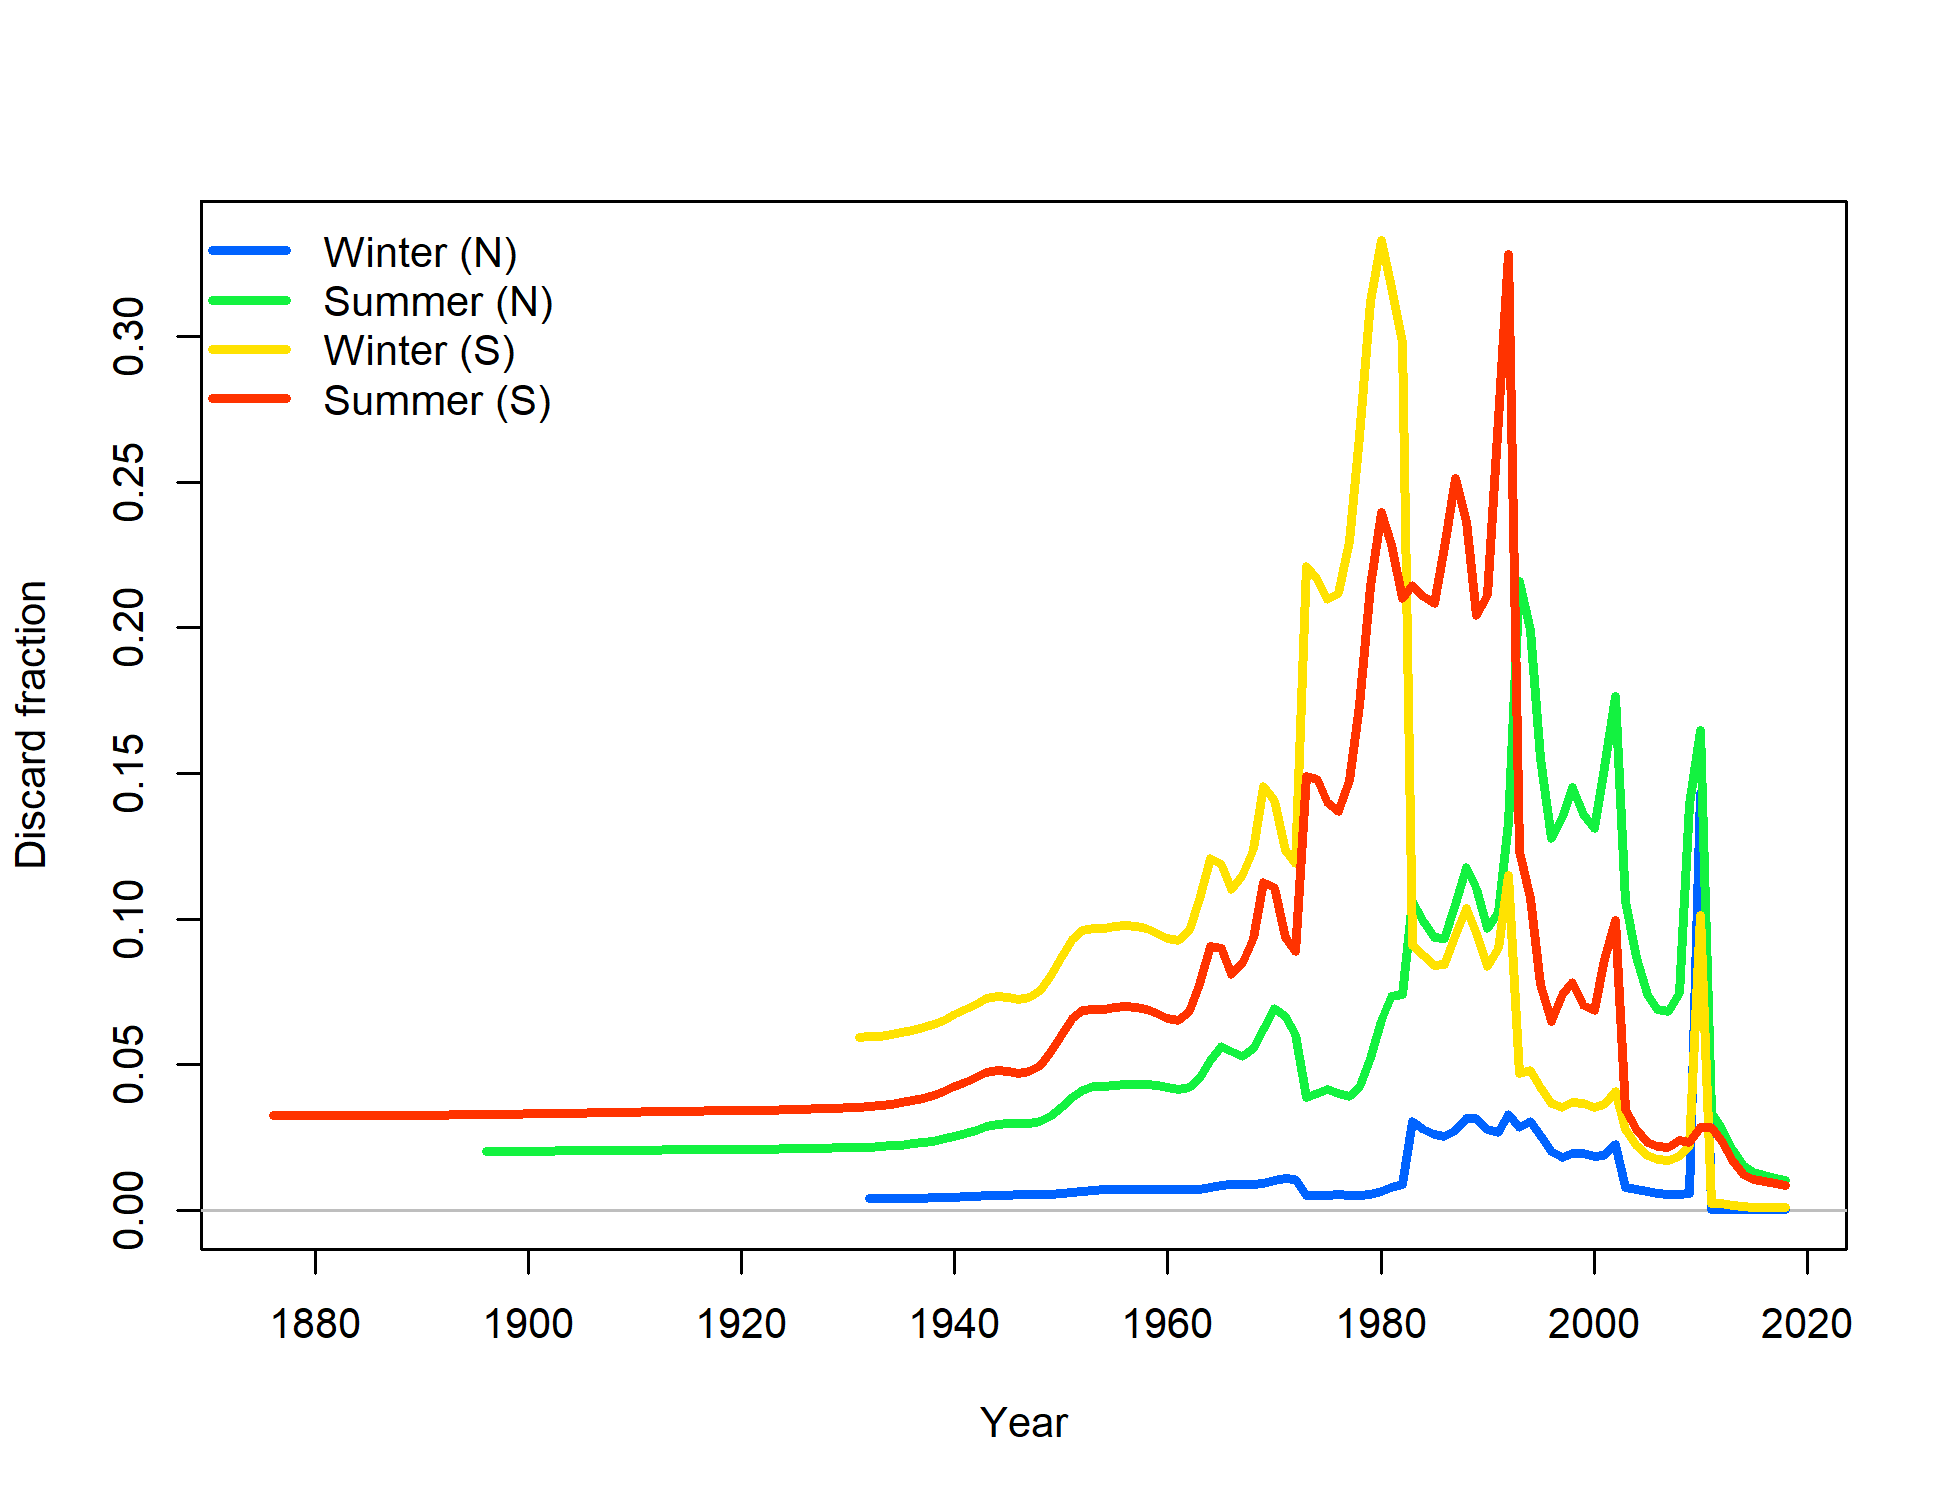 Winter (N)
Summer (N)
Winter (S)
Summer (S)
Discard fraction
0.30
0.25
0.20
0.15
0.10
0.05
0.00
1880 1900 1920 1940 1960 1980 2000 2020
Year